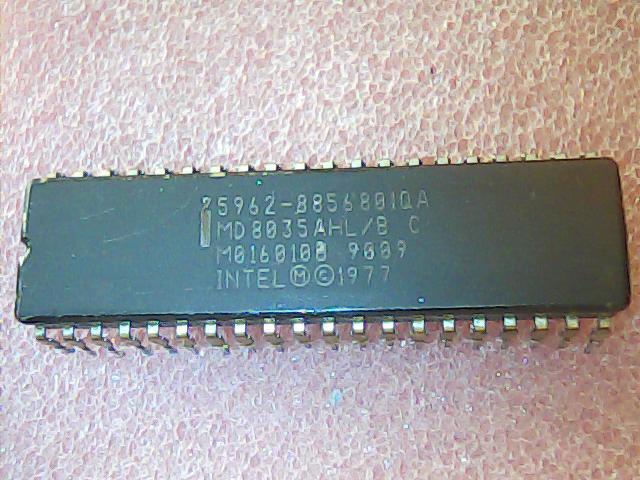 5962-8856801QA
MD8035AHL/B C
M0160108 9009
INTEL Ⓜ©1977